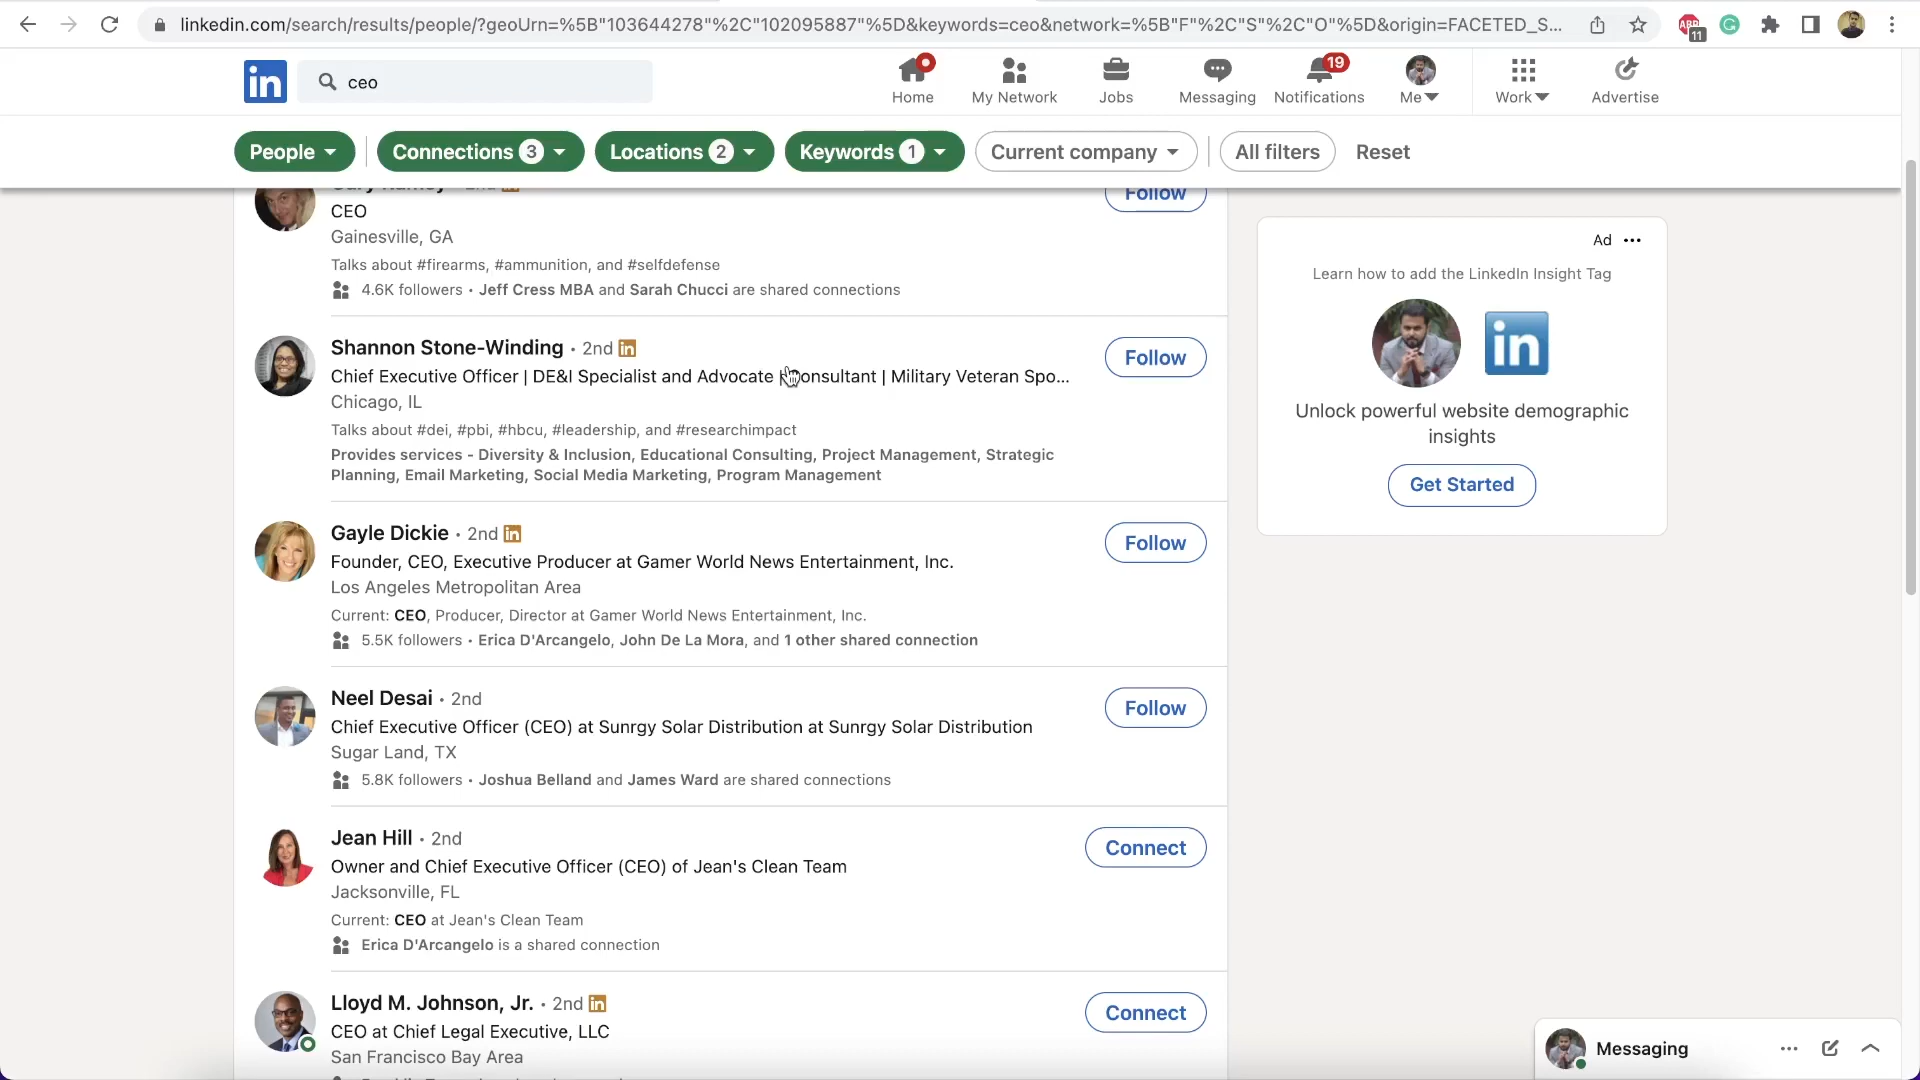 linkedin.com/search/results/people/?geoUrn=%5B"103644278"%2C"102095887"%5D&keywords=ceo&network=%5B"F"%2C"S"%2C"O"%5D&origin=FACETED_S...
ABP
11
in
ceo
Home
My Network
Jobs
Messaging
19
Notifications
Me
Work
Advertise
People
Connections 3
Locations 2
Keywords 1
Current company
All filters
Reset
2nd in
Follow
CEO
Gainesville, GA
Talks about #firearms, #ammunition, and #selfdefense
4.6K followers • Jeff Cress MBA and Sarah Chucci are shared connections
Shannon Stone-Winding • 2nd in
Follow
Chief Executive Officer | DE&I Specialist and Advocate | Consultant | Military Veteran Spo...
Chicago, IL
Talks about #dei, #pbi, #hbcu, #leadership, and #researchimpact
Provides services - Diversity & Inclusion, Educational Consulting, Project Management, Strategic
Planning, Email Marketing, Social Media Marketing, Program Management
Gayle Dickie • 2nd in
Follow
Founder, CEO, Executive Producer at Gamer World News Entertainment, Inc.
Los Angeles Metropolitan Area
Current: CEO, Producer, Director at Gamer World News Entertainment, Inc.
5.5K followers • Erica D'Arcangelo, John De La Mora, and 1 other shared connection
Neel Desai • 2nd
Follow
Chief Executive Officer (CEO) at Sunrgy Solar Distribution at Sunrgy Solar Distribution
Sugar Land, TX
5.8K followers • Joshua Belland and James Ward are shared connections
Jean Hill • 2nd
Connect
Owner and Chief Executive Officer (CEO) of Jean's Clean Team
Jacksonville, FL
Current: CEO at Jean's Clean Team
Erica D'Arcangelo is a shared connection
Lloyd M. Johnson, Jr. • 2nd in
Connect
CEO at Chief Legal Executive, LLC
San Francisco Bay Area
Ad
Learn how to add the LinkedIn Insight Tag
in
Unlock powerful website demographic
insights
Get Started
Messaging